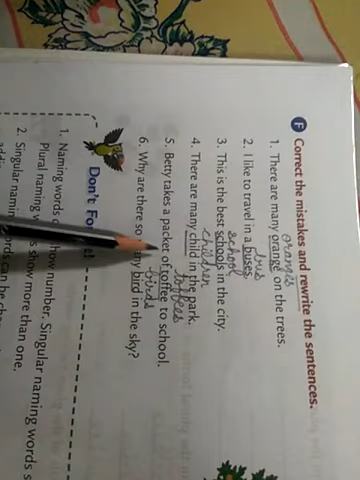 F Correct the mistakes and rewrite the sentences.
oranges
1. There are many orange on the trees.
bus
2. I like to travel in a buses.
school
3. This is the best schools in the city.
children
4. There are many child in the park.
toffees
5. Betty takes a packet of toffee to school.
birds
6. Why are there so many bird in the sky?
Don't Fo
1. Naming words show number. Singular naming words s
Plural naming w s show more than one.
2. Singular naming words can be